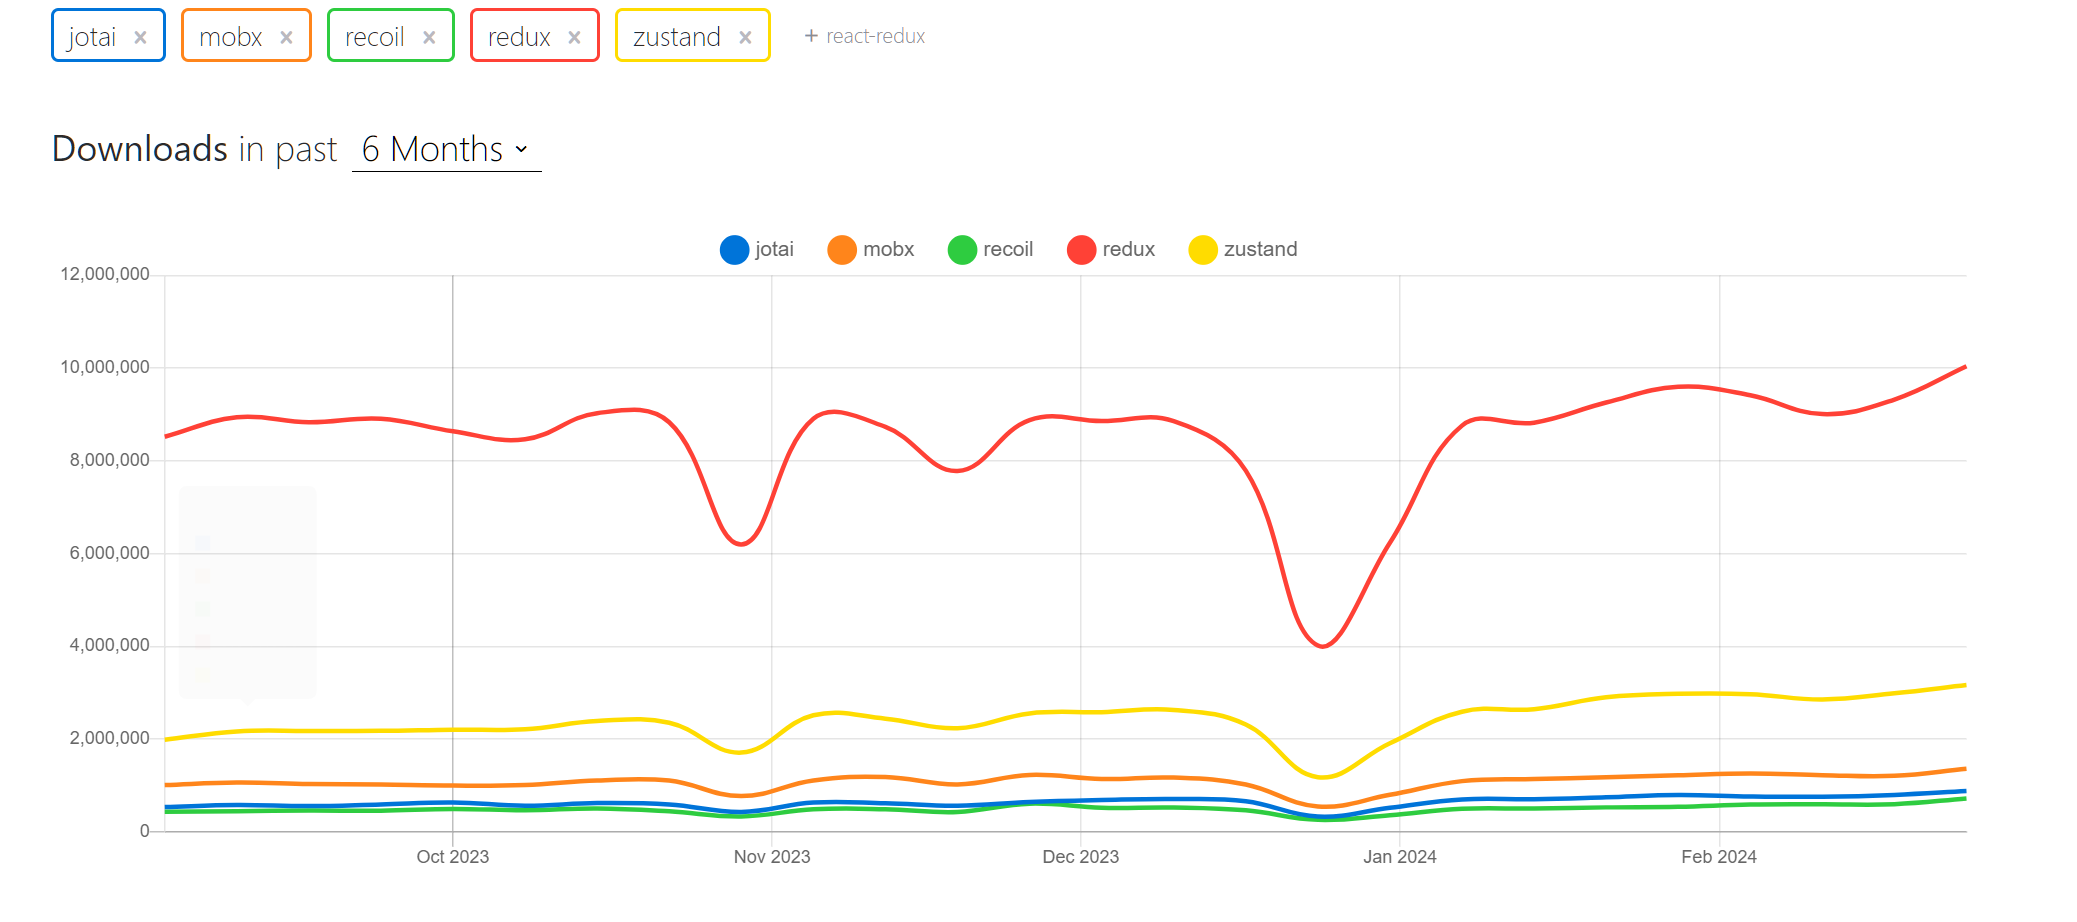 jotai × mobx × recoil × redux × zustand × + react-redux
Downloads in past 6 Months
jotai mobx recoil redux zustand
12,000,000
10,000,000
8,000,000
6,000,000
4,000,000
2,000,000
0
Oct 2023 Nov 2023 Dec 2023 Jan 2024 Feb 2024